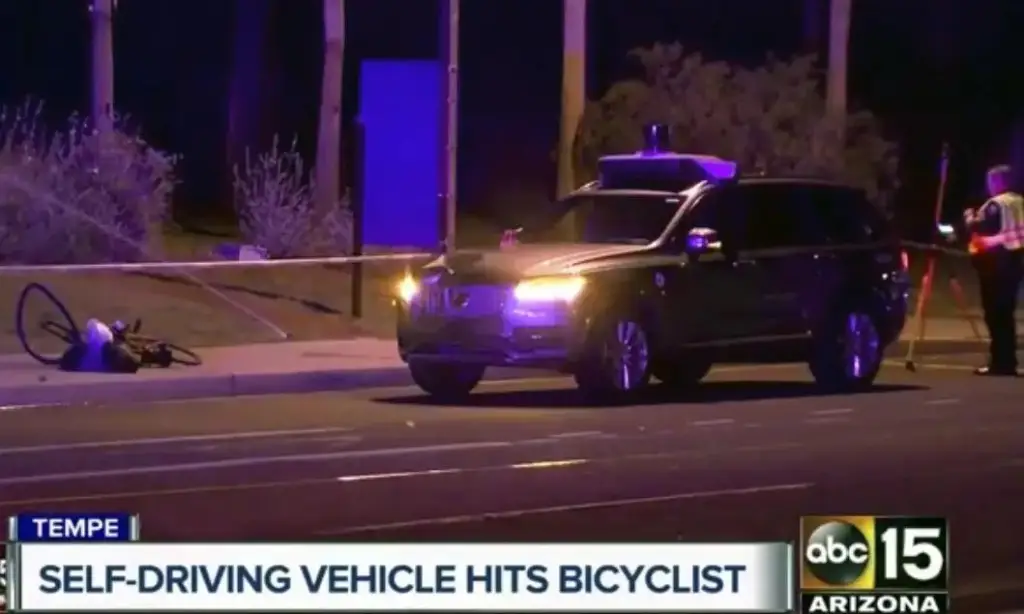 TEMPE
SELF-DRIVING VEHICLE HITS BICYCLIST
abc 15
ARIZONA